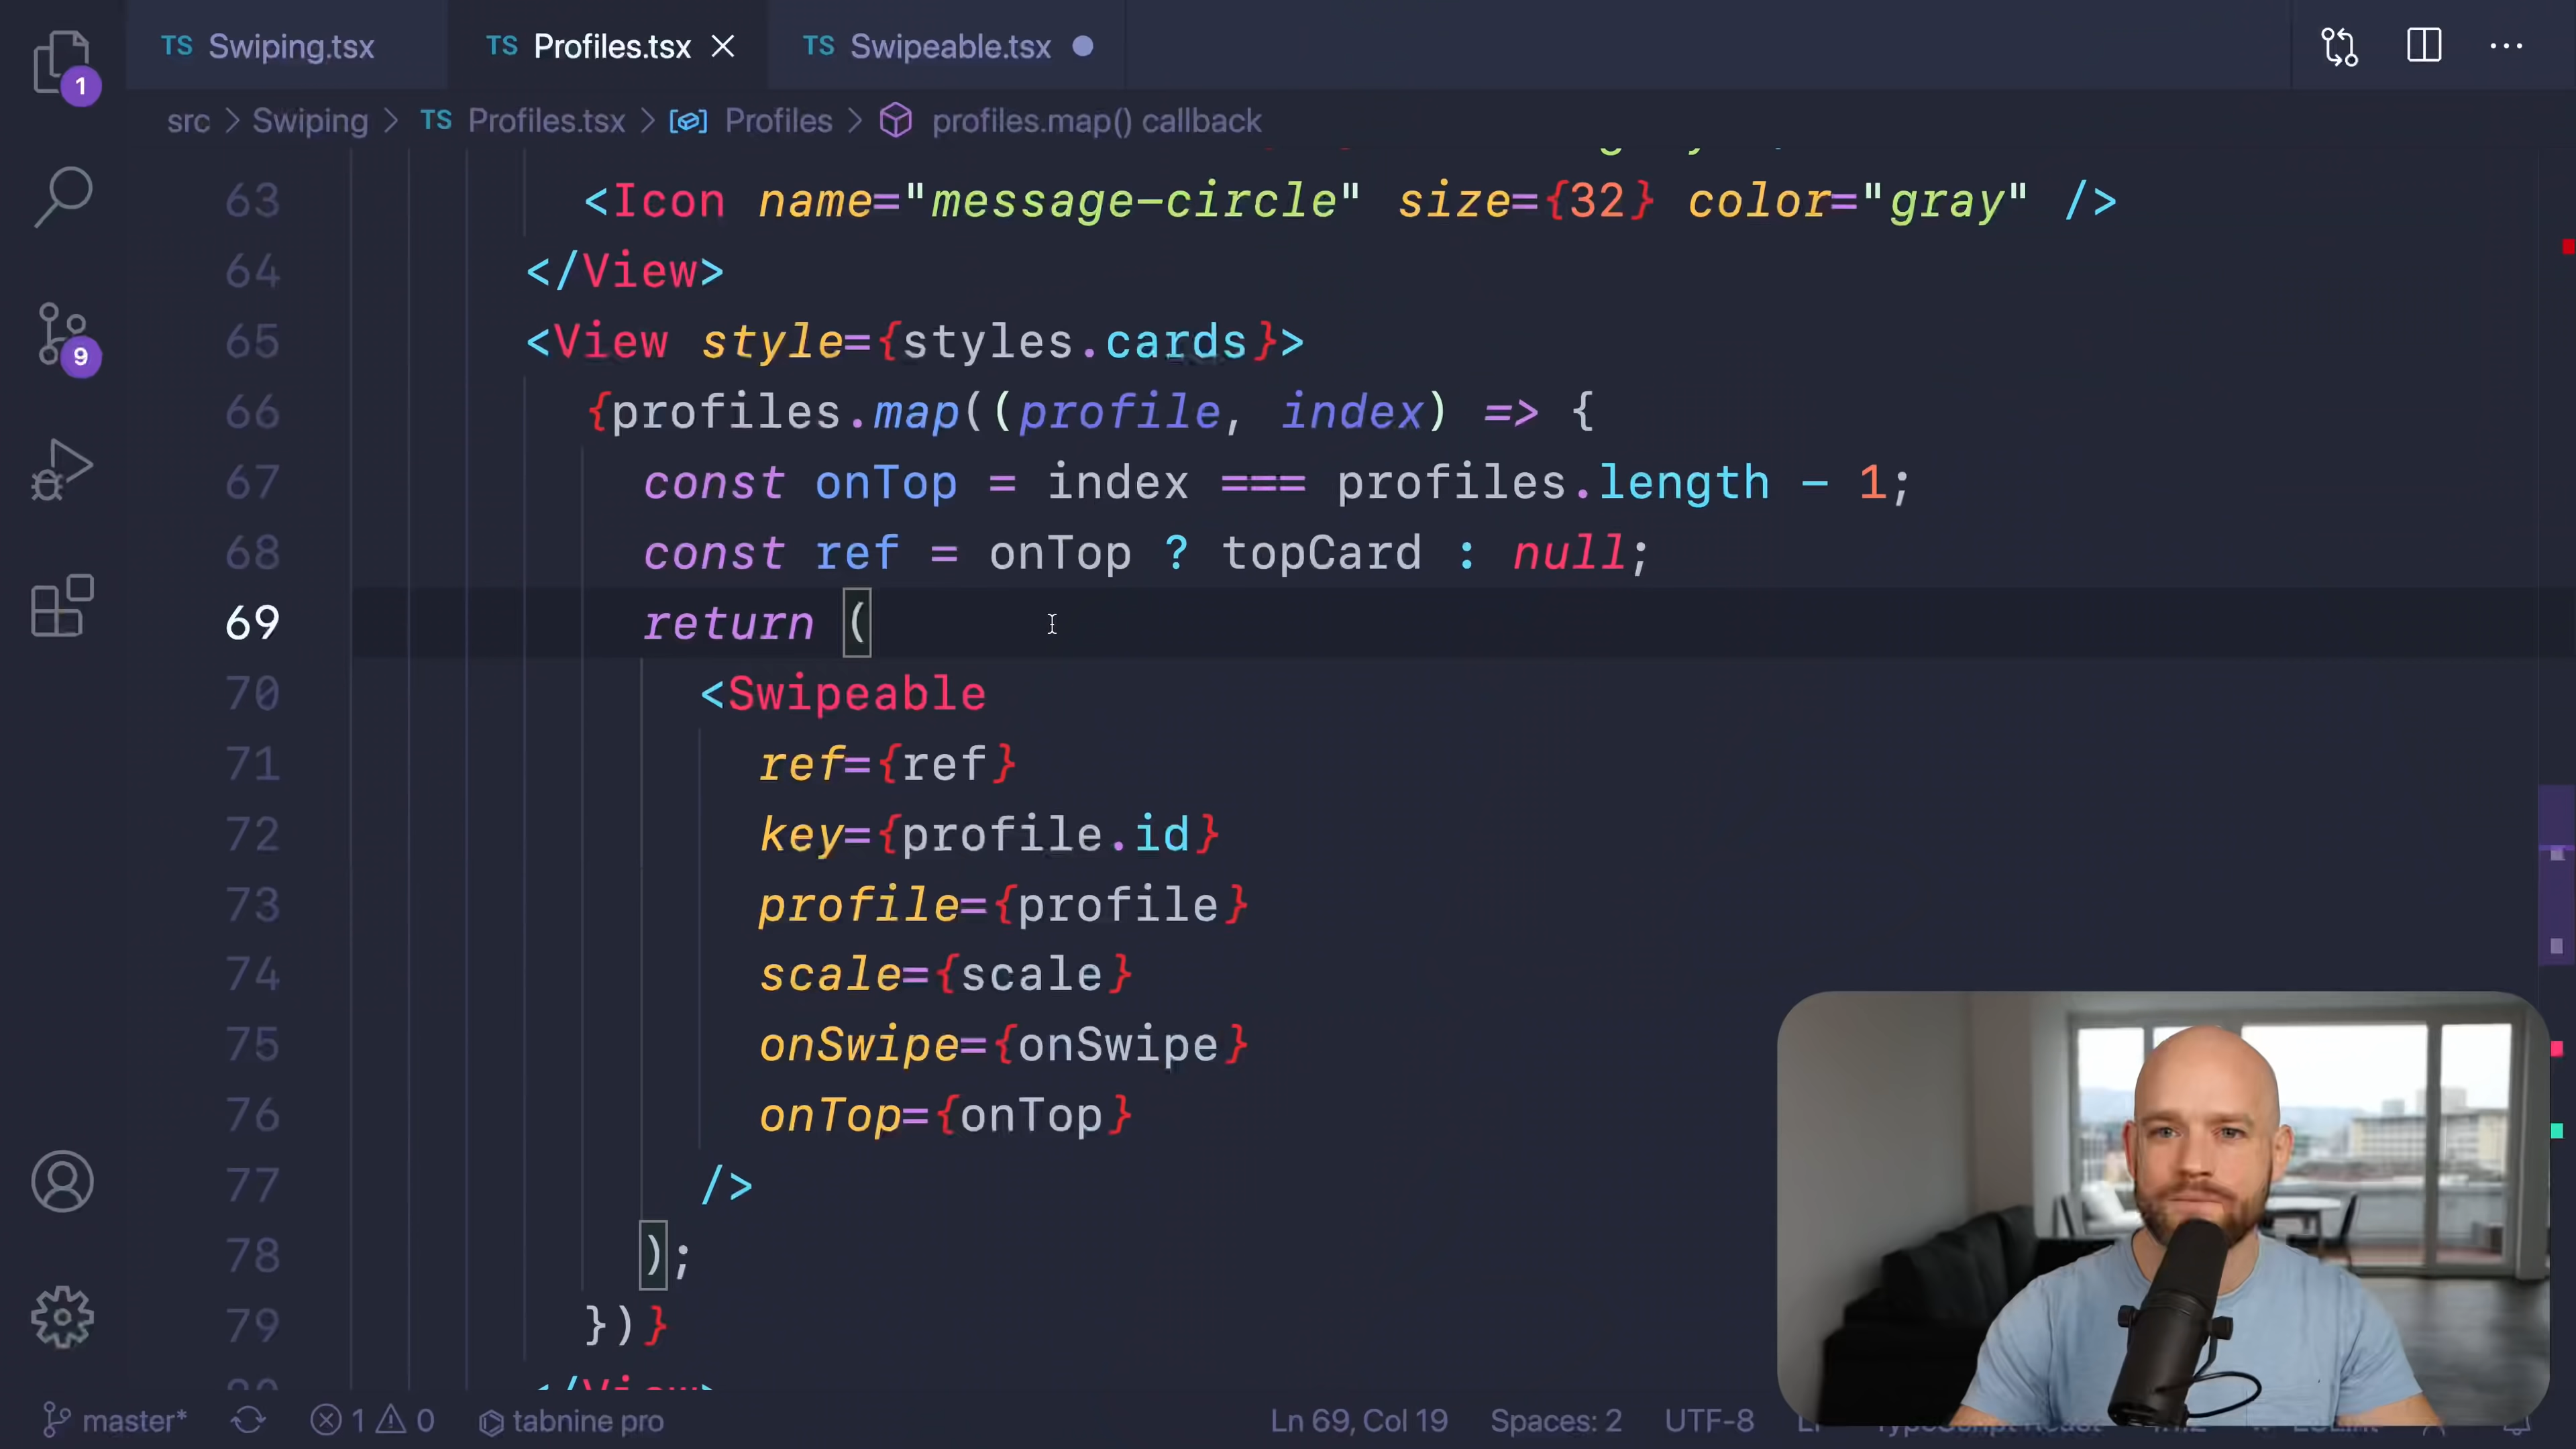 TS Swiping.tsx TS Profiles.tsx TS Swipeable.tsx
1
src > Swiping > TS Profiles.tsx > Profiles > profiles.map() callback
63 <Icon name="message-circle" size={32} color="gray" />
64 </View>
65 <View style={styles.cards}>
66 {profiles.map((profile, index) => {
67 const onTop = index === profiles.length - 1;
9
68 const ref = onTop ? topCard : null;
69 return (
70 <Swipeable
71 ref={ref}
72 key={profile.id}
73 profile={profile}
74 scale={scale}
75 onSwipe={onSwipe}
76 onTop={onTop}
77 />
78 );
79 })}
80 </View>
master* 1 0 tabnine pro Ln 69, Col 19 Spaces: 2 UTF-8